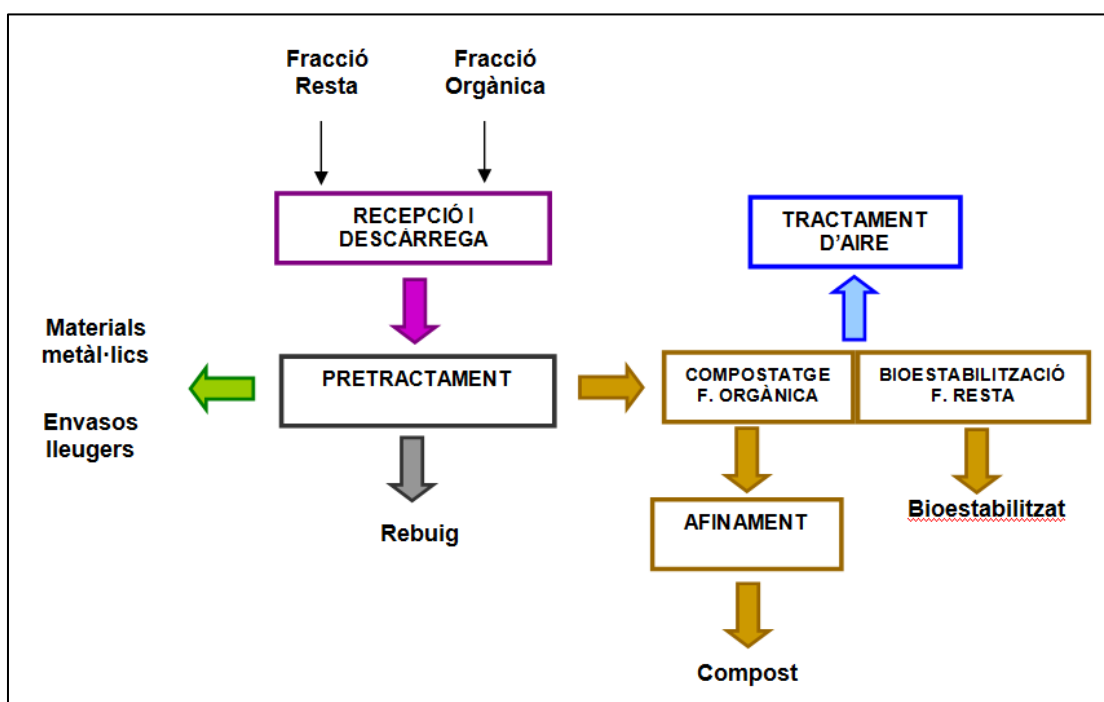 Fracció
Resta
Fracció
Orgànica
RECEPCIÓ I
DESCÀRREGA
TRACTAMENT
D'AIRE
Materials
metàl·lics
Envasos
lleugers
PRETRACTAMENT
COMPOSTATGE
F. ORGÀNICA
BIOESTABILITZACIÓ
F. RESTA
Rebuig
AFINAMENT
Bioestabilitzat
Compost